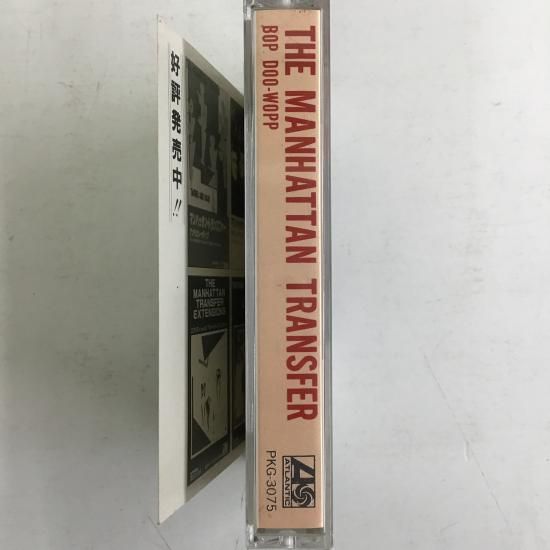 好評発売中!!
THE
MANHATTAN
TRANSFER
EXTENSIONS
THE MANHATTAN TRANSFER
BOP DOO-WOPP
ATLANTIC
PKG-3075